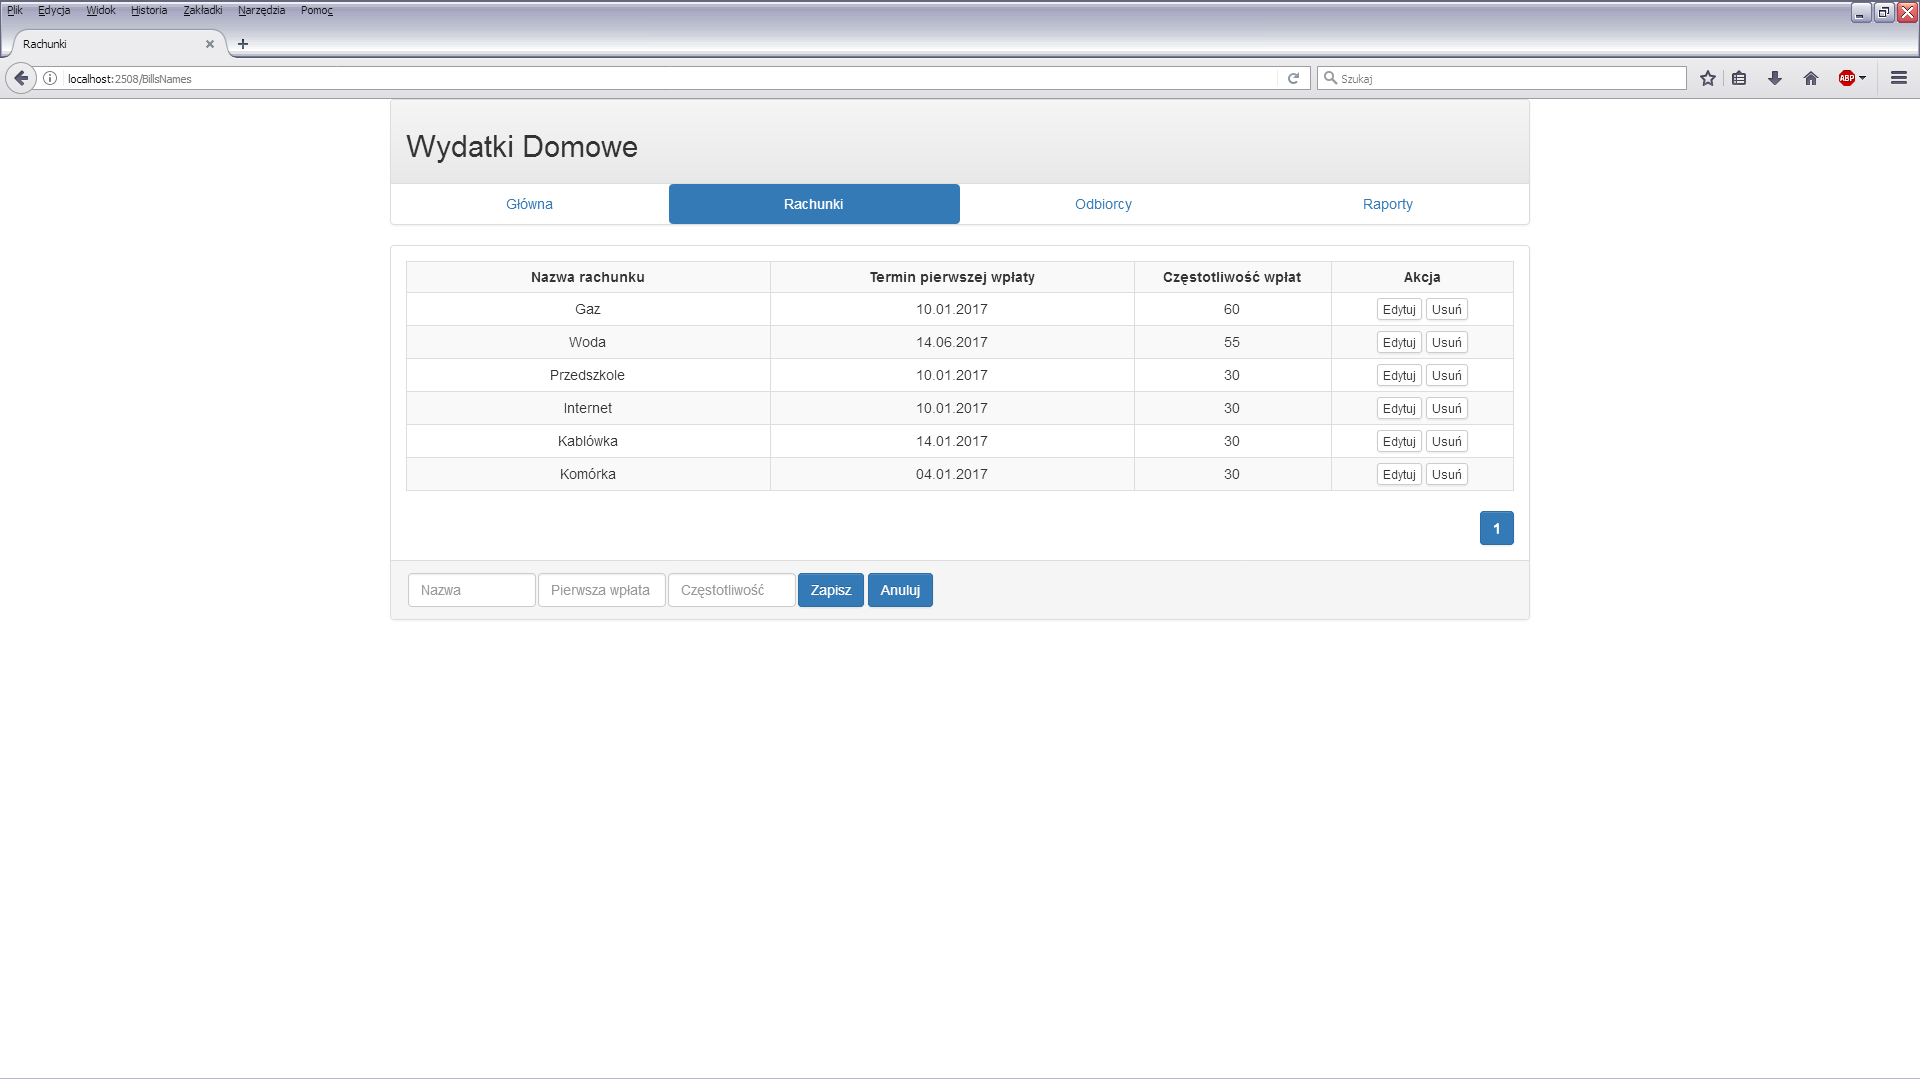 Plik Edycja Widok Historia Zakładki Narzędzia Pomoc
Rachunki
localhost:2508/BillsNames Szukaj ABP
Wydatki Domowe
Główna Rachunki Odbiorcy Raporty
Nazwa rachunku Termin pierwszej wpłaty Częstotliwość wpłat Akcja
Gaz 10.01.2017 60 Edytuj Usuń
Woda 14.06.2017 55 Edytuj Usuń
Przedszkole 10.01.2017 30 Edytuj Usuń
Internet 10.01.2017 30 Edytuj Usuń
Kablówka 14.01.2017 30 Edytuj Usuń
Komórka 04.01.2017 30 Edytuj Usuń
1
Nazwa Pierwsza wpłata Częstotliwość Zapisz Anuluj